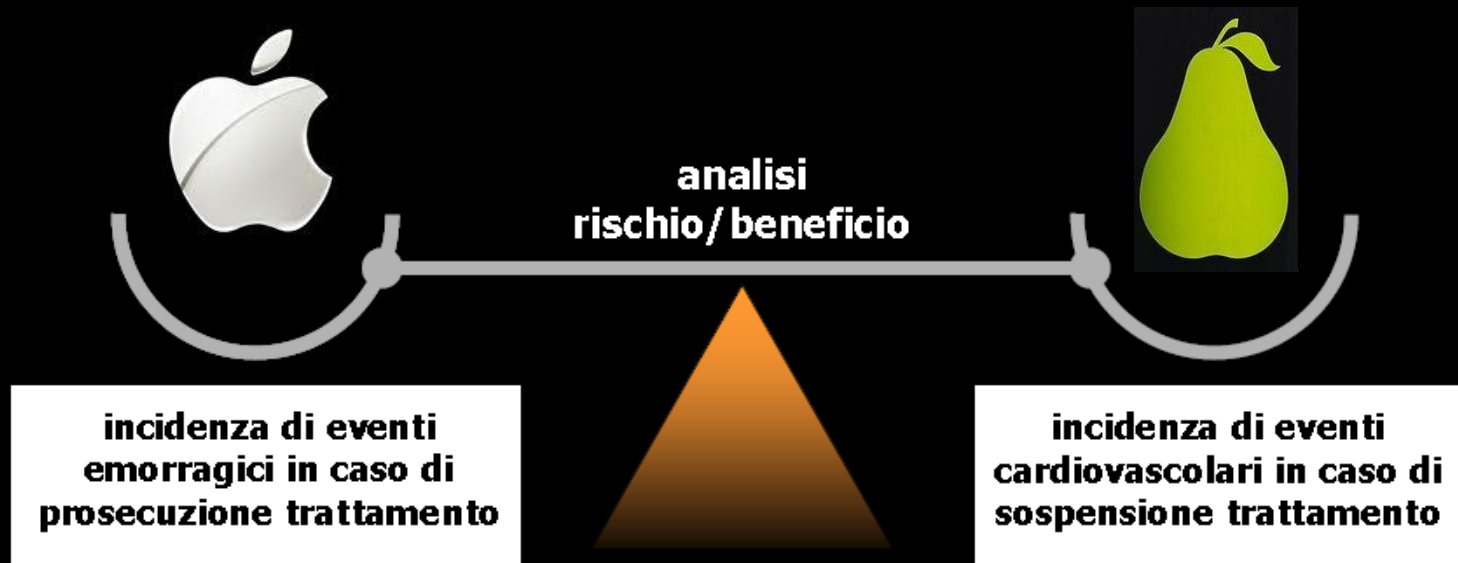 analisi
rischio/beneficio
incidenza di eventi
emorragici in caso di
prosecuzione trattamento
incidenza di eventi
cardiovascolari in caso di
sospensione trattamento